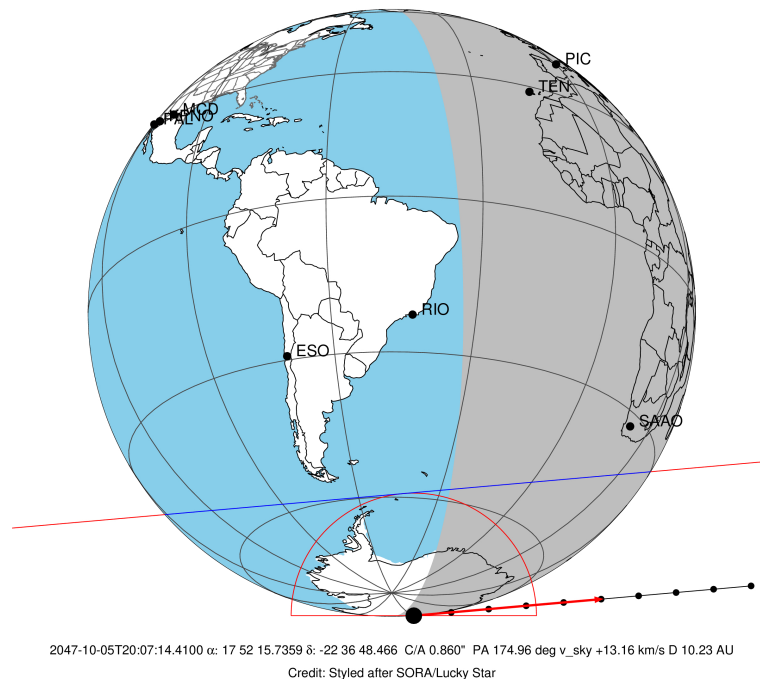 PIC
TEN
MCD
PALNO
RIO
ESO
SAAO
2047-10-05T20:07:14.4100 α: 17 52 15.7359 δ: -22 36 48.466 C/A 0.860" PA 174.96 deg v_sky +13.16 km/s D 10.23 AU
Credit: Styled after SORA/Lucky Star